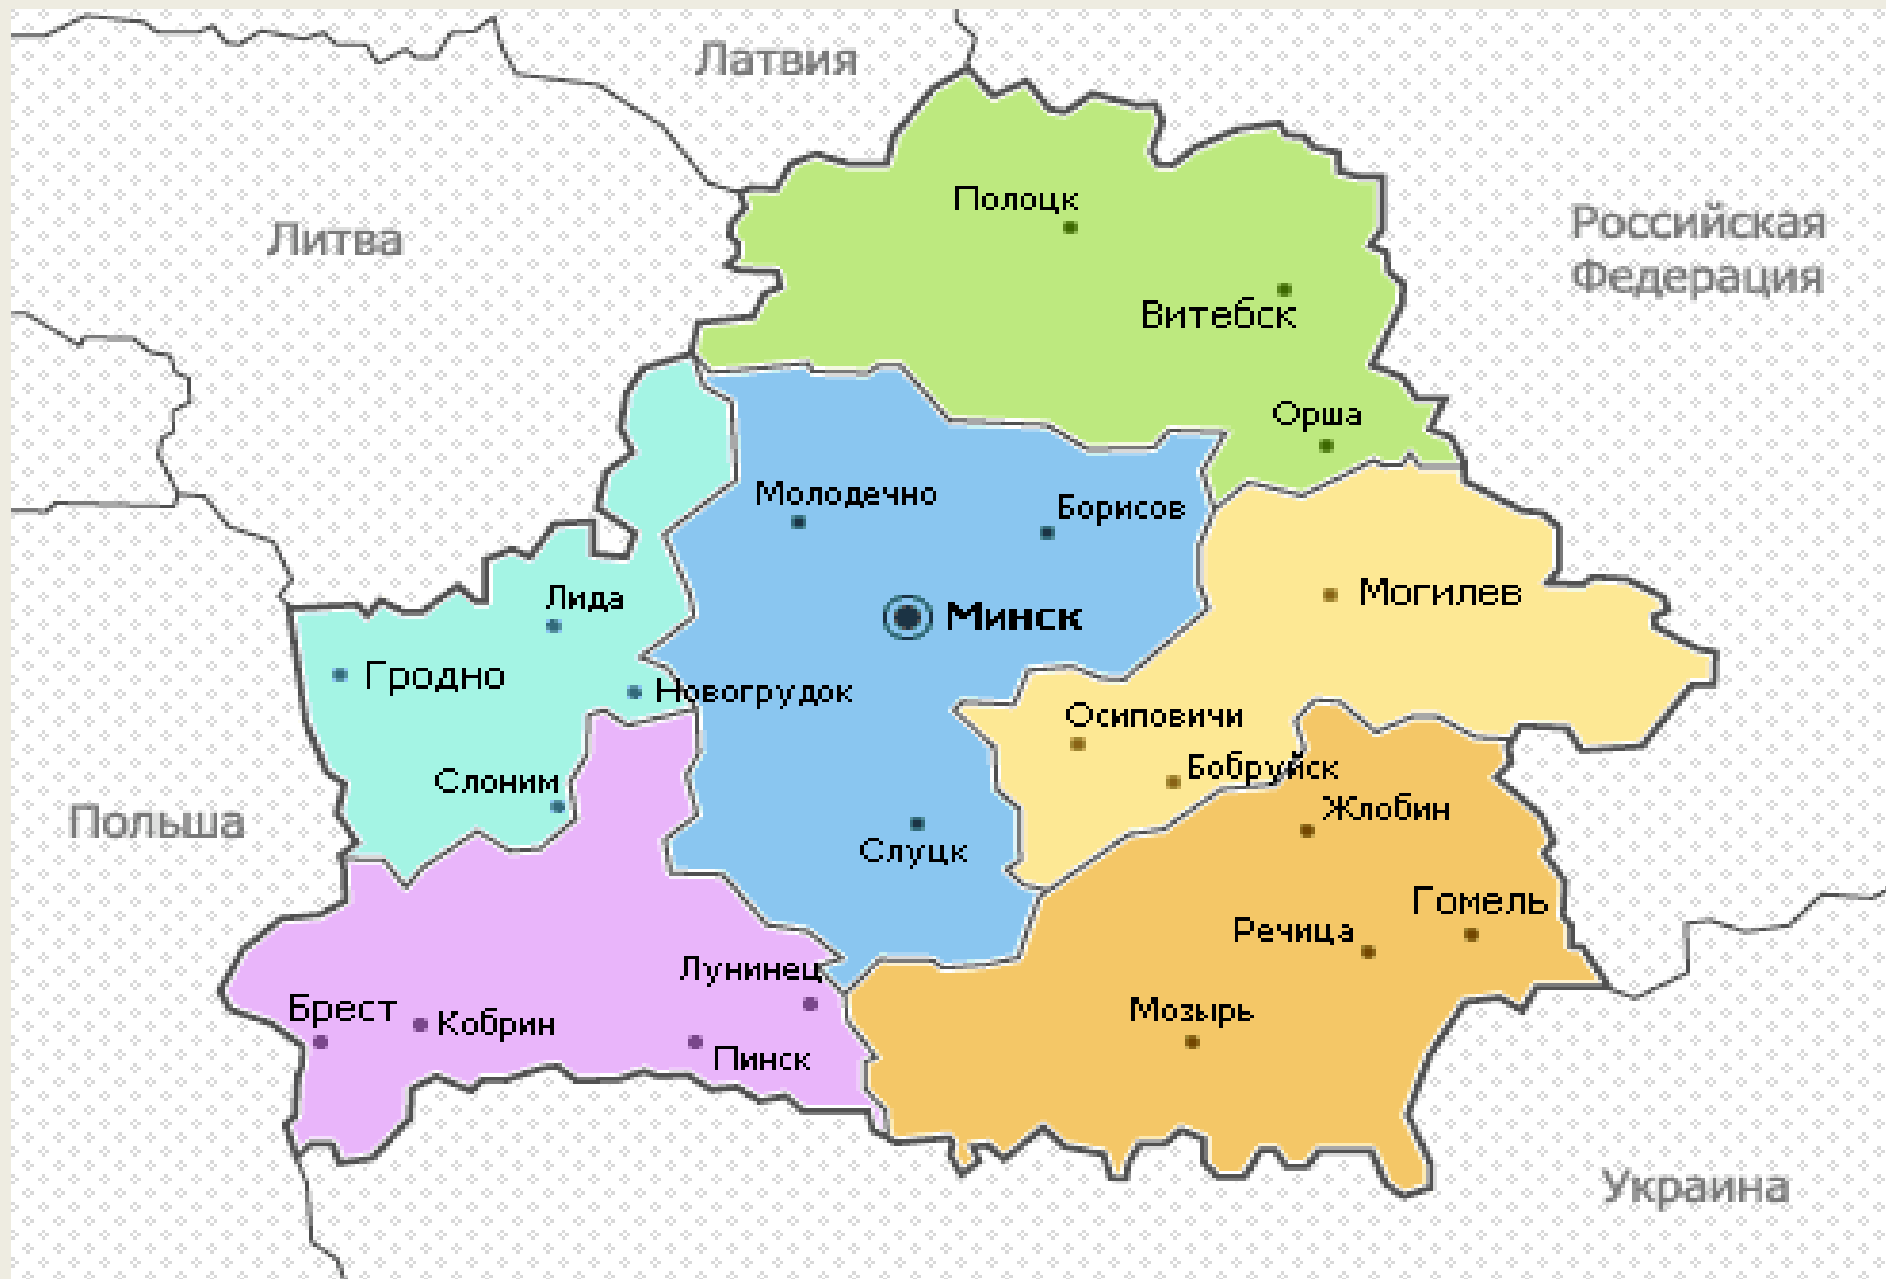 Латвия
Полоцк
Литва
Российская
Федерация
Витебск
Орша
Молодечно
Борисов
Лида
Могилев
Минск
Гродно
Новогрудок
Осиповичи
Слоним
Бобруйск
Жлобин
Польша
Слуцк
Гомель
Речица
Лунинец
Брест
Кобрин
Мозырь
Пинск
Украина